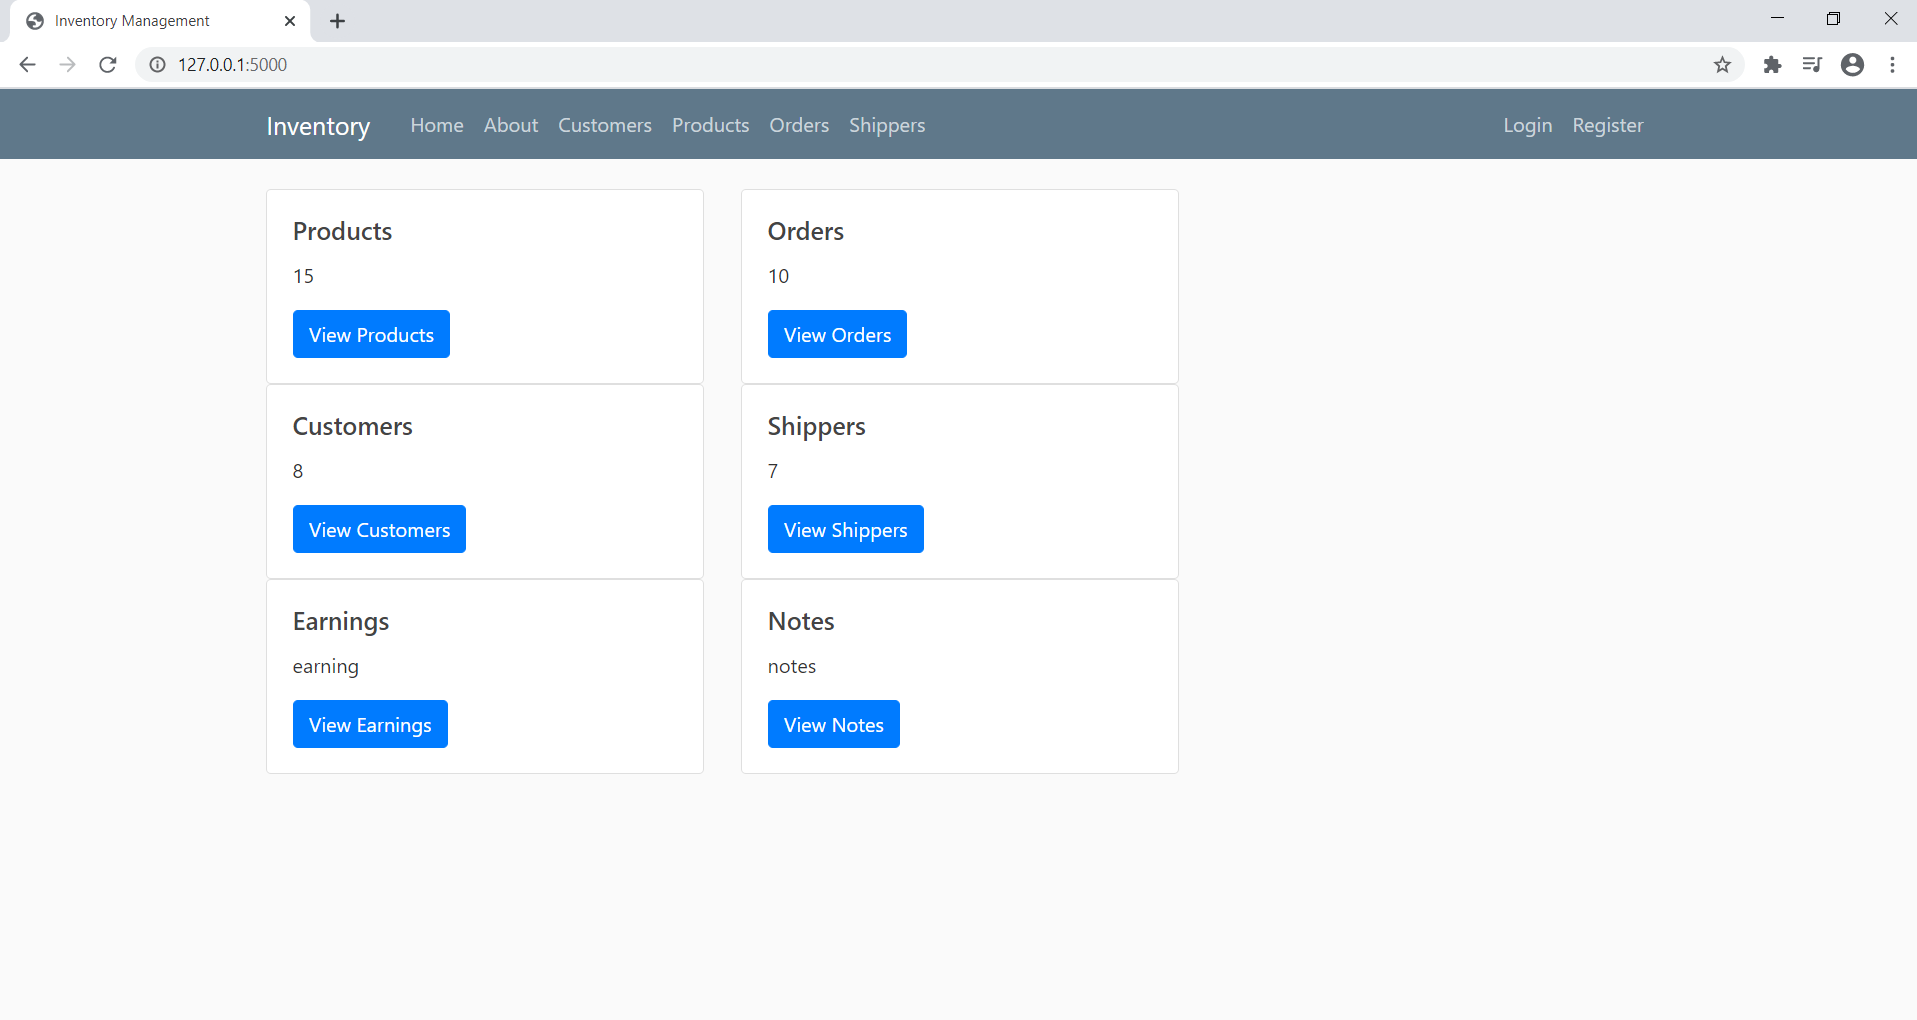 Inventory Management
127.0.0.1:5000
Inventory Home About Customers Products Orders Shippers Login Register
Products
15
View Products
Orders
10
View Orders
Customers
8
View Customers
Shippers
7
View Shippers
Earnings
earning
View Earnings
Notes
notes
View Notes